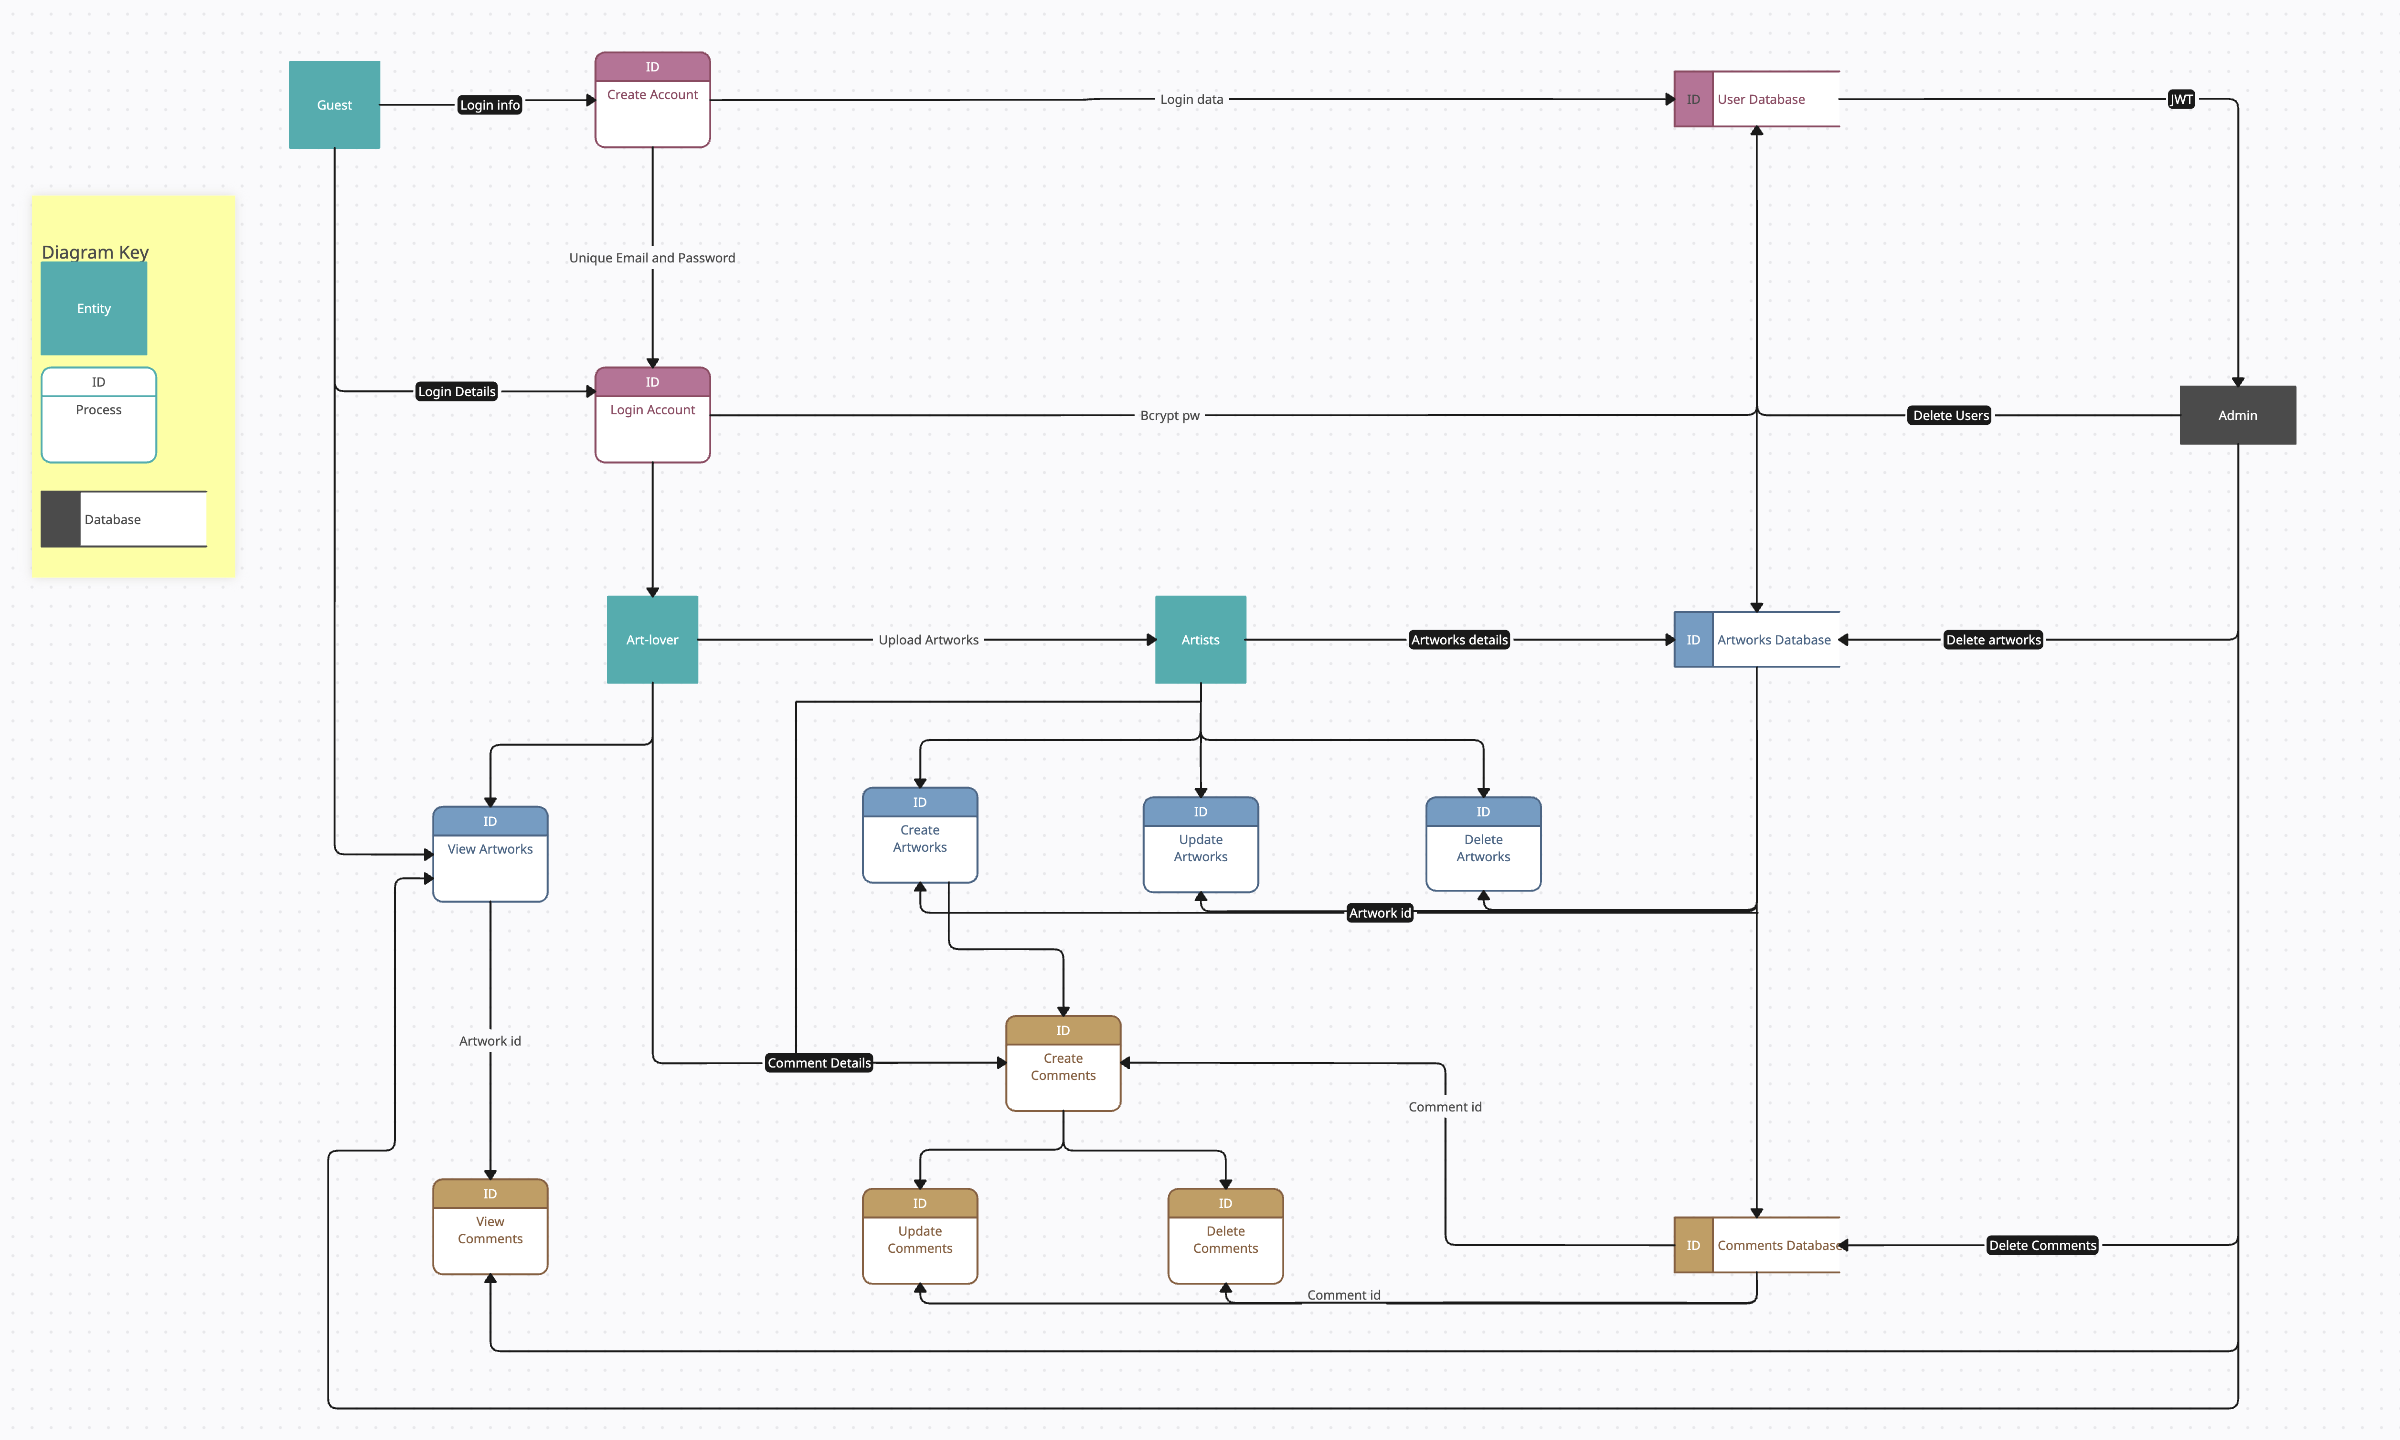 ID
Guest
Login info
Create Account
Login data
ID
User Database
JWT
Diagram Key
Entity
ID
Process
Database
Unique Email and Password
Login Details
ID
Login Account
Bcrypt pw
Delete Users
Admin
Art-lover
Upload Artworks
Artists
Artworks details
ID
Artworks Database
Delete artworks
ID
View Artworks
ID
Create
Artworks
ID
Update
Artworks
ID
Delete
Artworks
Artwork id
Artwork id
ID
Create
Comments
Comment Details
Comment id
ID
View
Comments
ID
Update
Comments
ID
Delete
Comments
ID
Comments Database
Delete Comments
Comment id